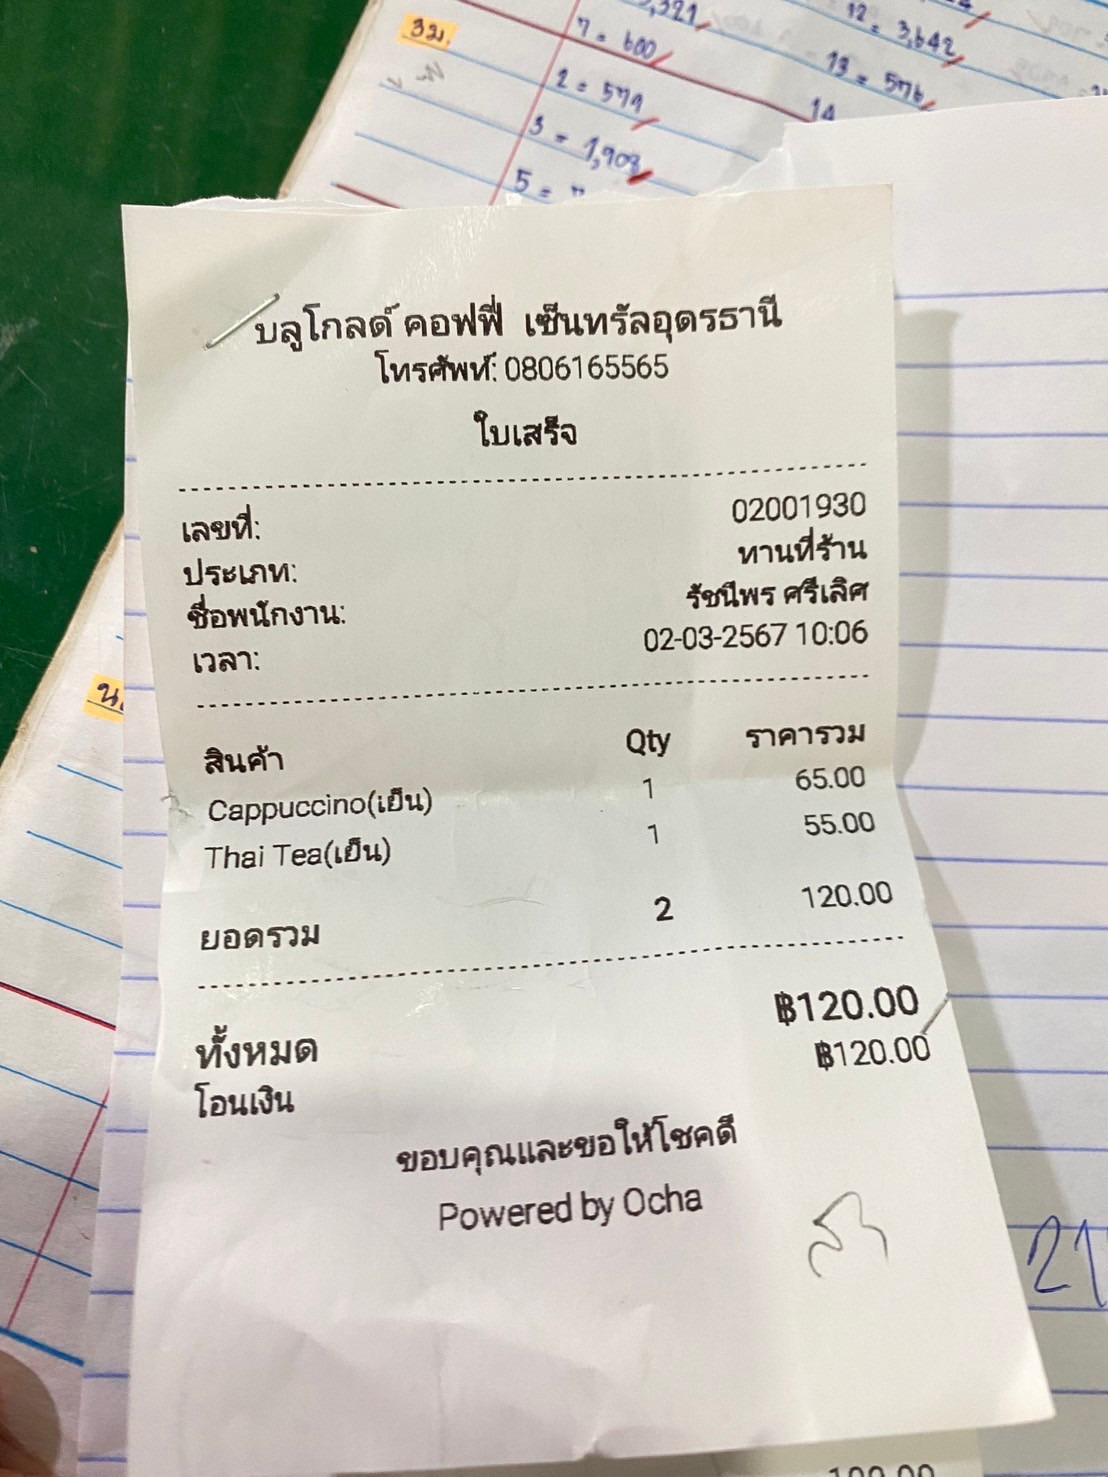 3,321
12 = 3,642
3ม.
7 = 600
13 = 576
2 = 579
14
3 = 1,908
5 =
บลูโกลด์ คอฟฟี่ เซ็นทรัลอุดรธานี
โทรศัพท์: 0806165565
ใบเสร็จ
เลขที่: 02001930
ประเภท: ทานที่ร้าน
ชื่อพนักงาน: รัชนีพร ศรีเลิศ
เวลา: 02-03-2567 10:06
สินค้า Qty ราคารวม
Cappuccino(เย็น) 1 65.00
Thai Tea(เย็น) 1 55.00
ยอดรวม 2 120.00
ทั้งหมด ฿120.00
โอนเงิน ฿120.00
ขอบคุณและขอให้โชคดี
Powered by Ocha
21